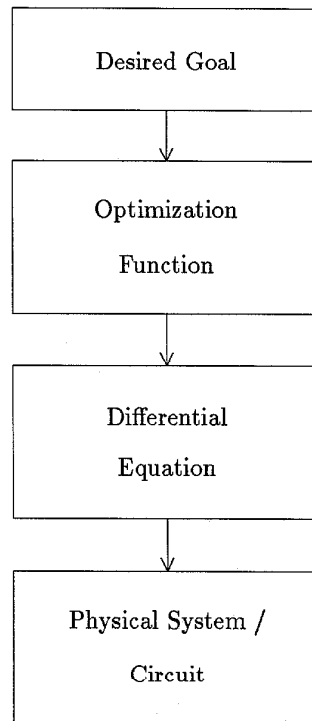 Desired Goal
Optimization
Function
Differential
Equation
Physical System /
Circuit